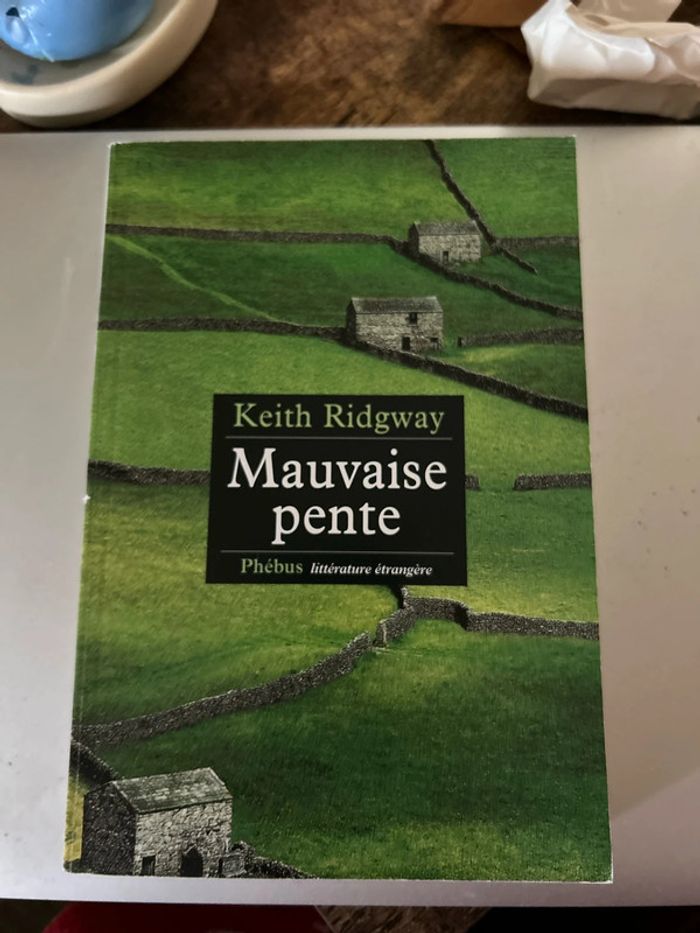 Keith Ridgway
Mauvaise
pente
Phébus littérature étrangère